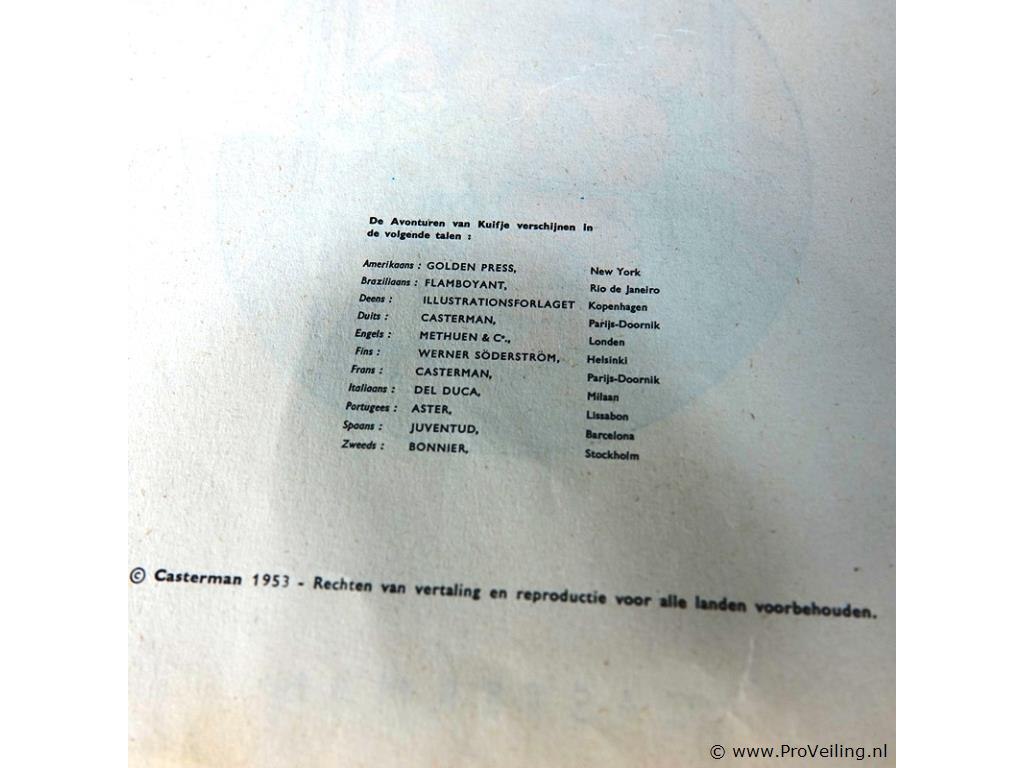 De Avonturen van Kuifje verschijnen in
de volgende talen :
Amerikaans : GOLDEN PRESS, New York
Braziliaans : FLAMBOYANT, Rio de Janeiro
Deens : ILLUSTRATIONSFORLAGET Kopenhagen
Duits : CASTERMAN, Parijs-Doornik
Engels : METHUEN & Cº., Londen
Fins : WERNER SÖDERSTRÖM, Helsinki
Frans : CASTERMAN, Parijs-Doornik
Italiaans : DEL DUCA, Milaan
Portugees : ASTER, Lissabon
Spaans : JUVENTUD, Barcelona
Zweeds : BONNIER, Stockholm
© Casterman 1953 - Rechten van vertaling en reproductie voor alle landen voorbehouden.
© www.ProVeiling.nl